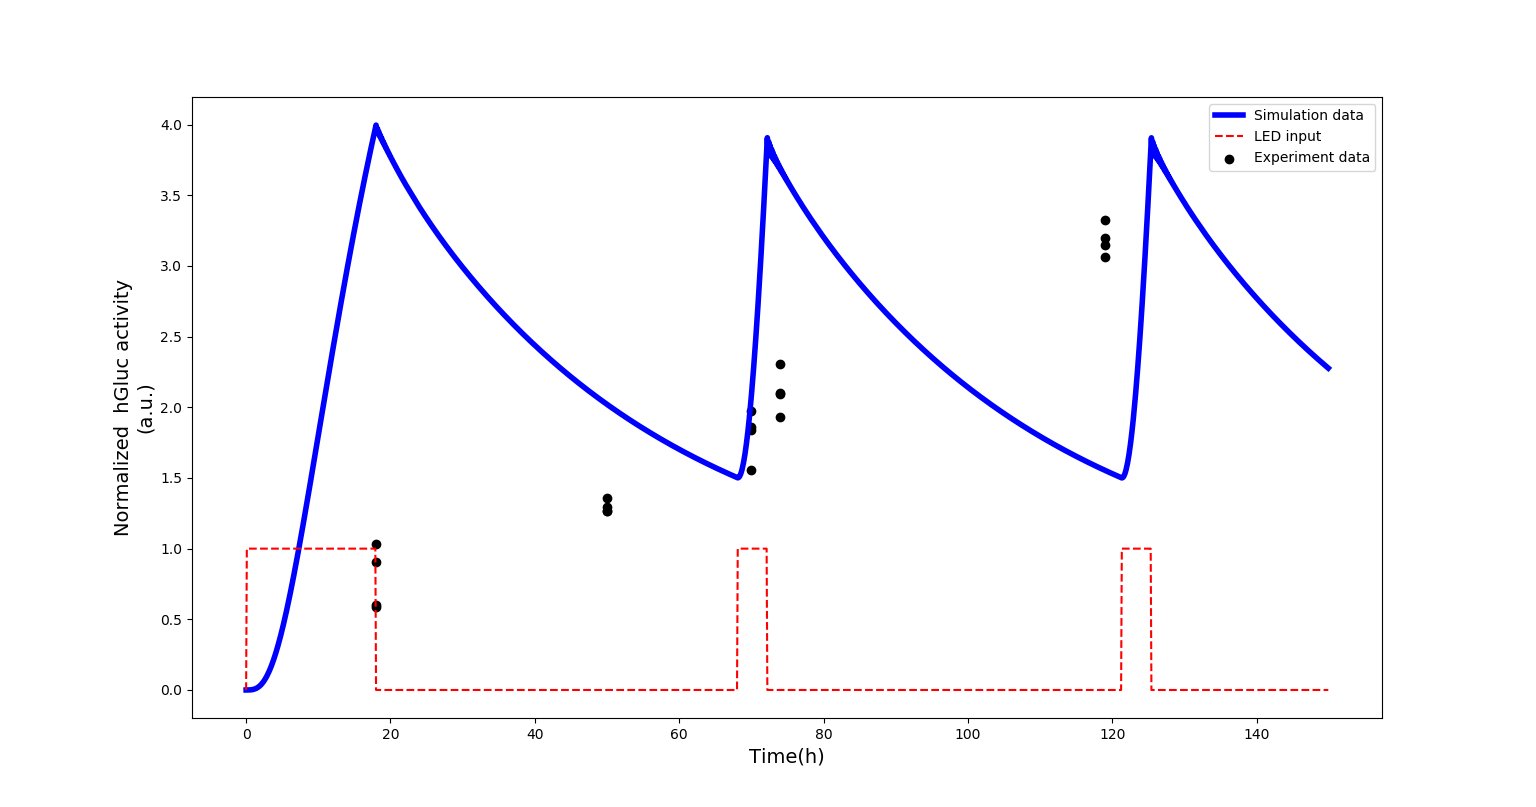 Simulation data
LED input
Experiment data
Normalized  hGluc activity
(a.u.)
4.0
3.5
3.0
2.5
2.0
1.5
1.0
0.5
0.0
0 20 40 60 80 100 120 140
Time(h)